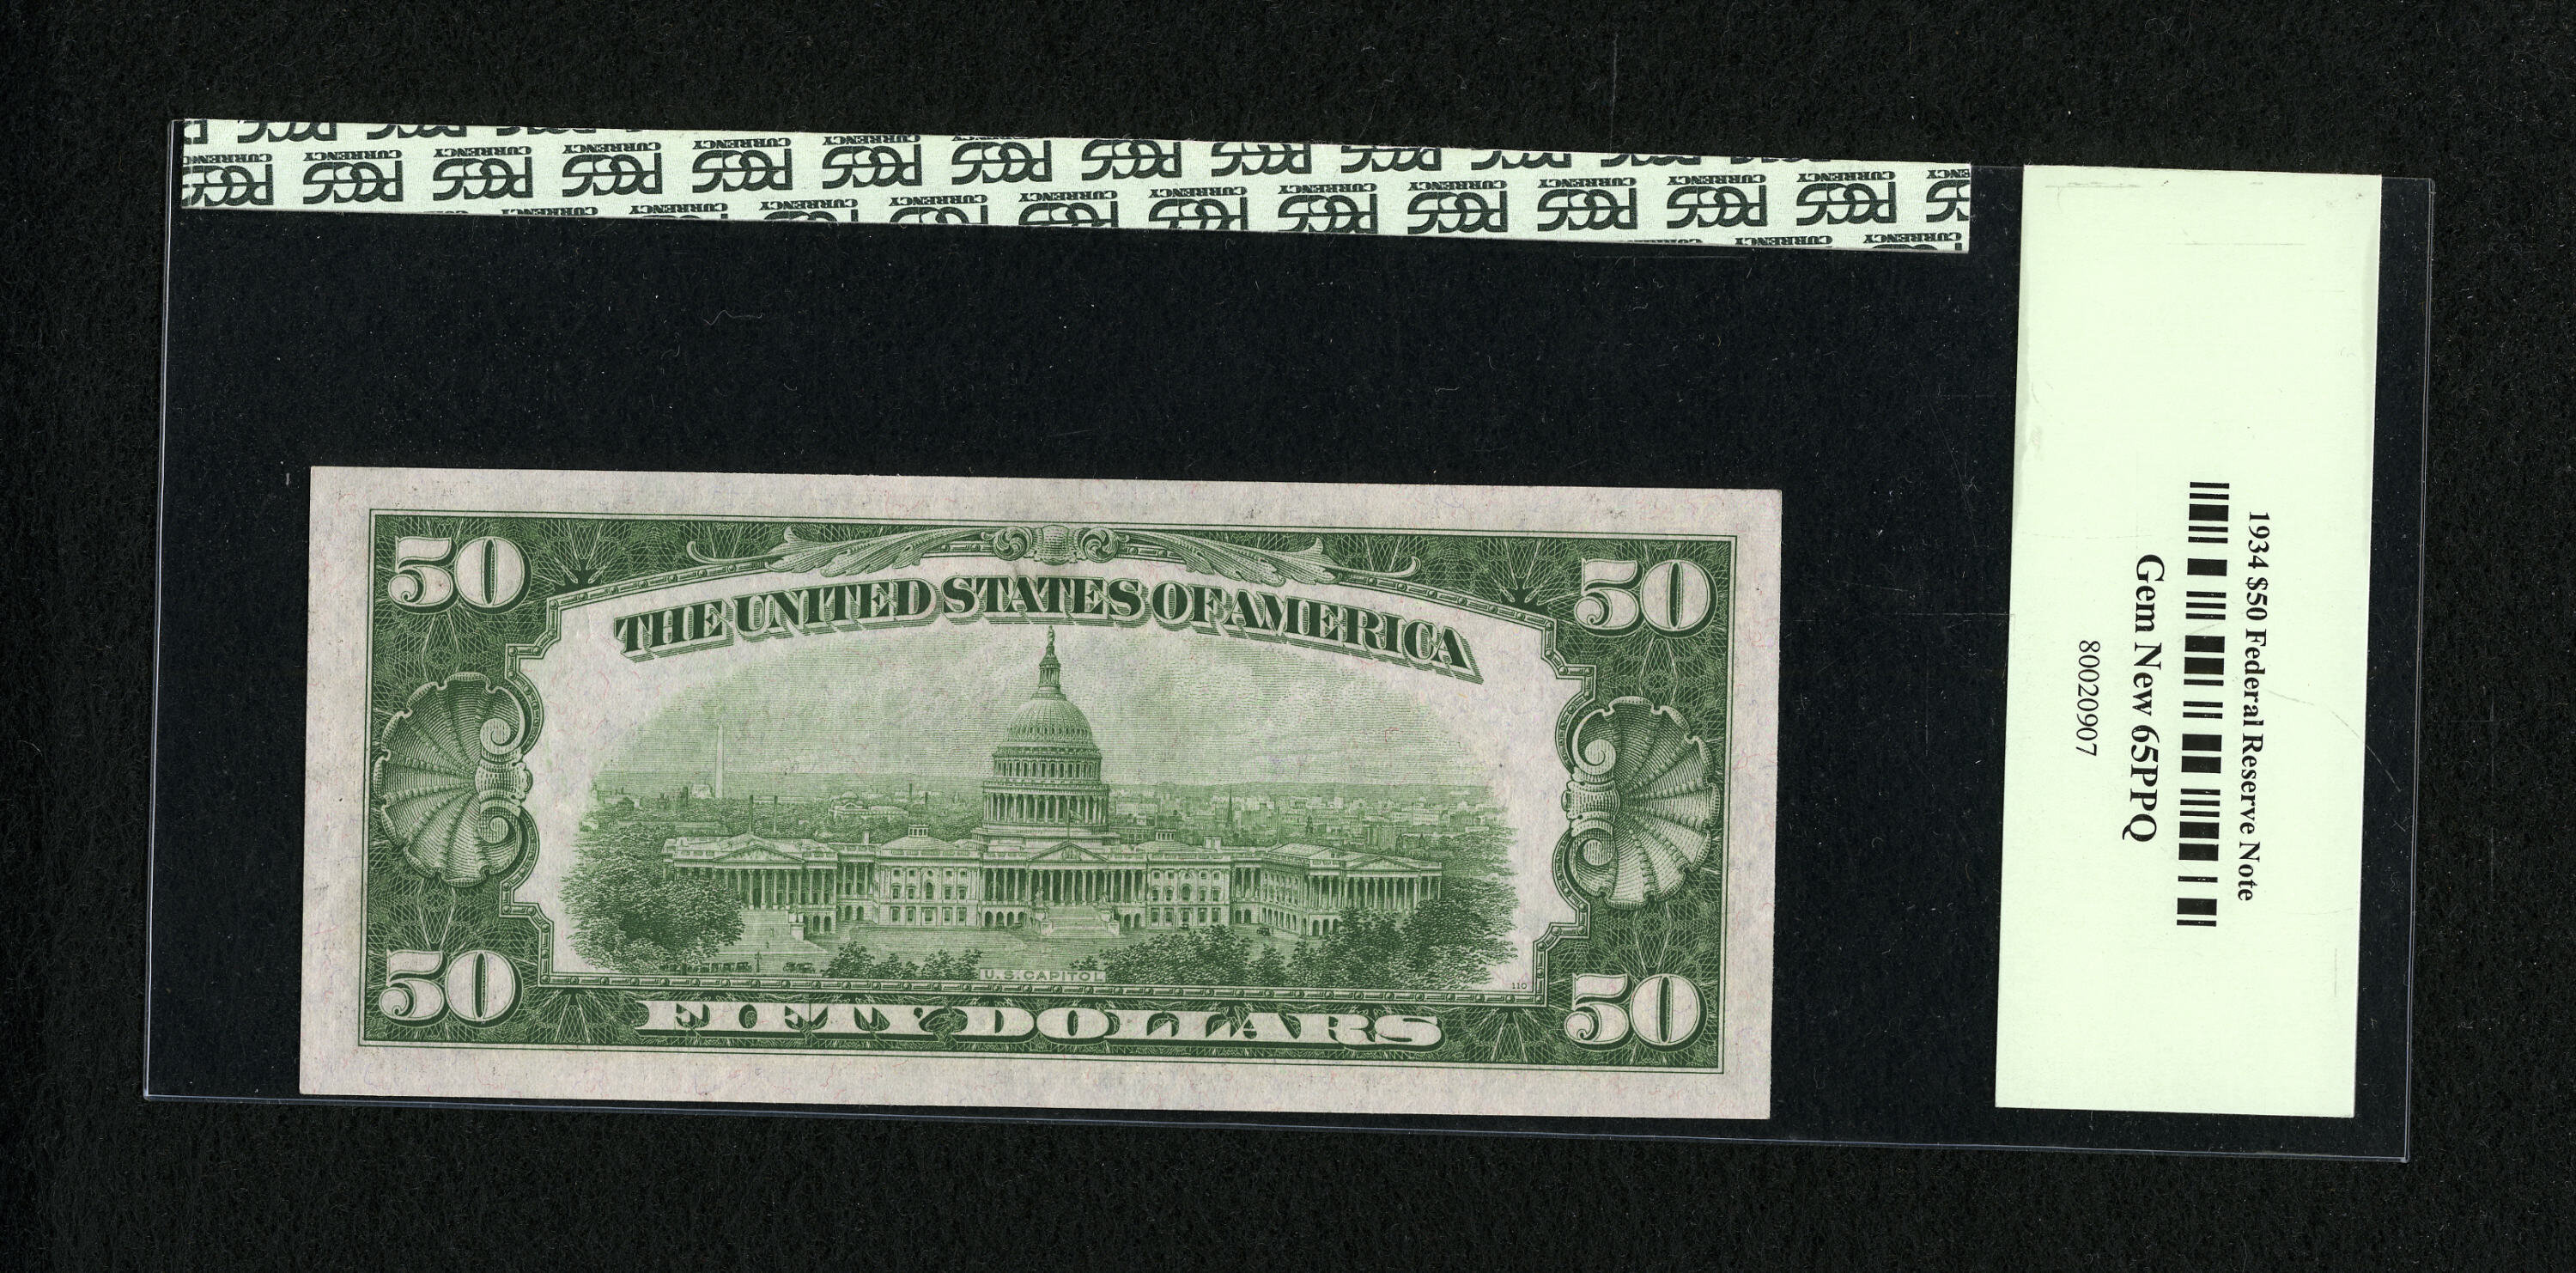 PCGS CURRENCY
50
50
THE UNITED STATES OF AMERICA
U.S. CAPITOL
110
50
FIFTY DOLLARS
50
1934 $50 Federal Reserve Note
Gem New 65PPQ
80020907